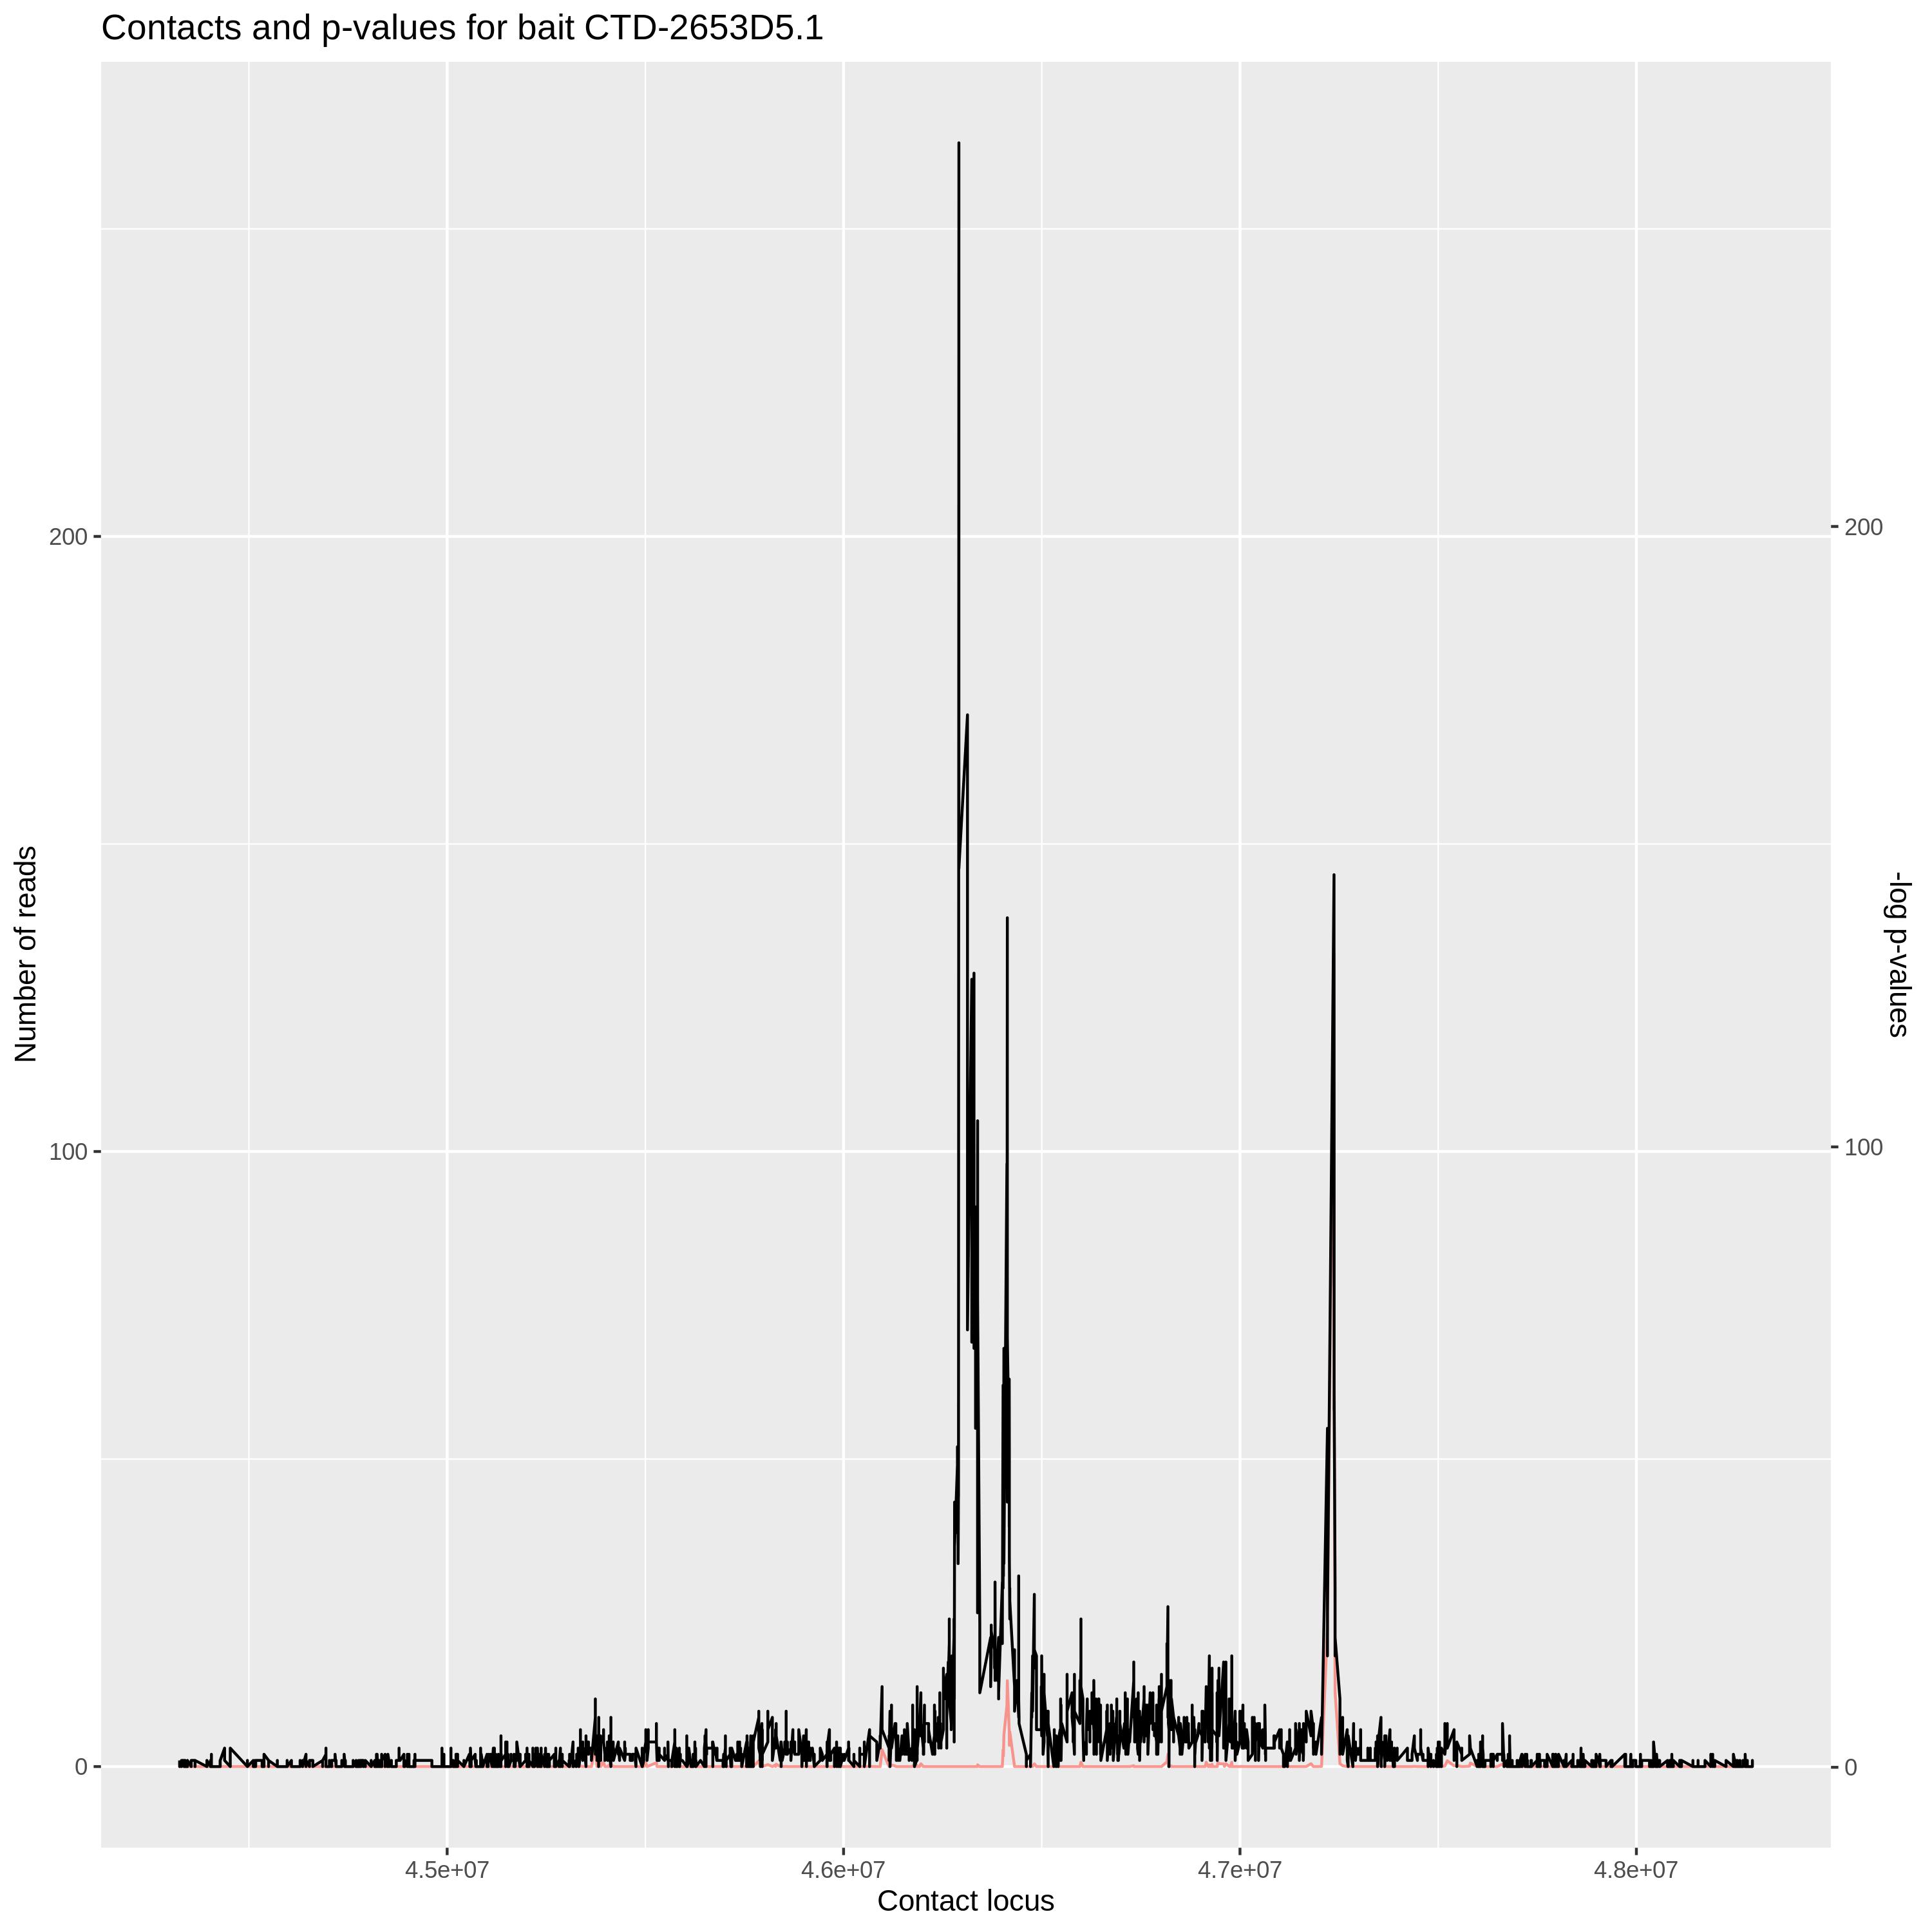 Contacts and p-values for bait CTD-2653D5.1
Number of reads
200
100
0
200
100
0
-log p-values
4.5e+07
4.6e+07
4.7e+07
4.8e+07
Contact locus